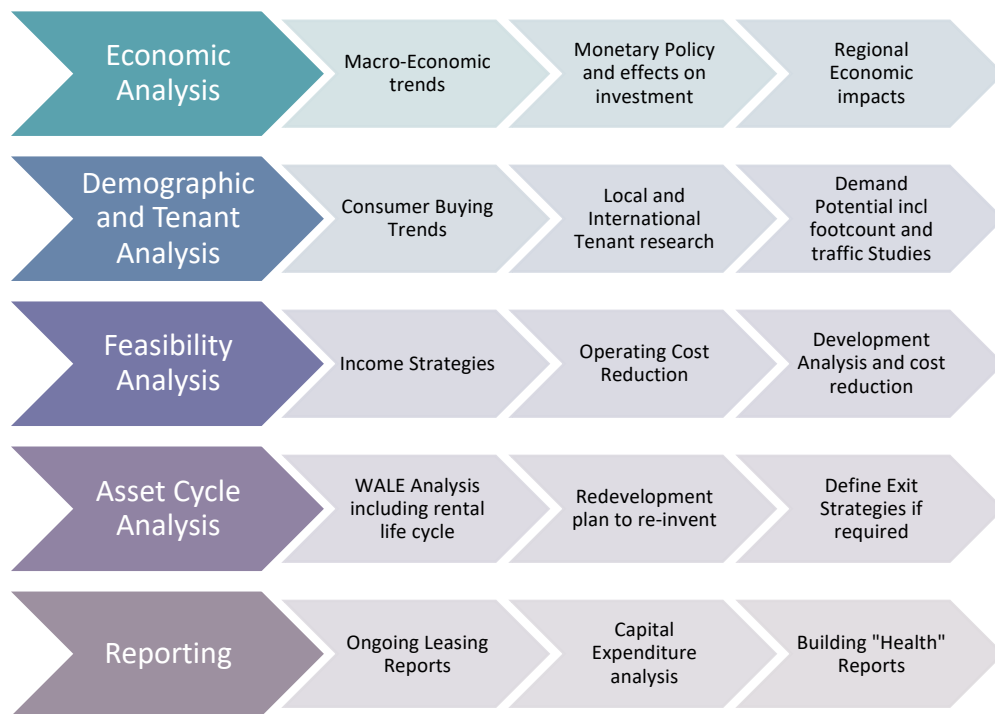 Economic
Analysis
Macro-Economic
trends
Monetary Policy
and effects on
investment
Regional
Economic
impacts
Demographic
and Tenant
Analysis
Consumer Buying
Trends
Local and
International
Tenant research
Demand
Potential incl
footcount and
traffic Studies
Feasibility
Analysis
Income Strategies
Operating Cost
Reduction
Development
Analysis and cost
reduction
Asset Cycle
Analysis
WALE Analysis
including rental
life cycle
Redevelopment
plan to re-invent
Define Exit
Strategies if
required
Reporting
Ongoing Leasing
Reports
Capital
Expenditure
analysis
Building "Health"
Reports